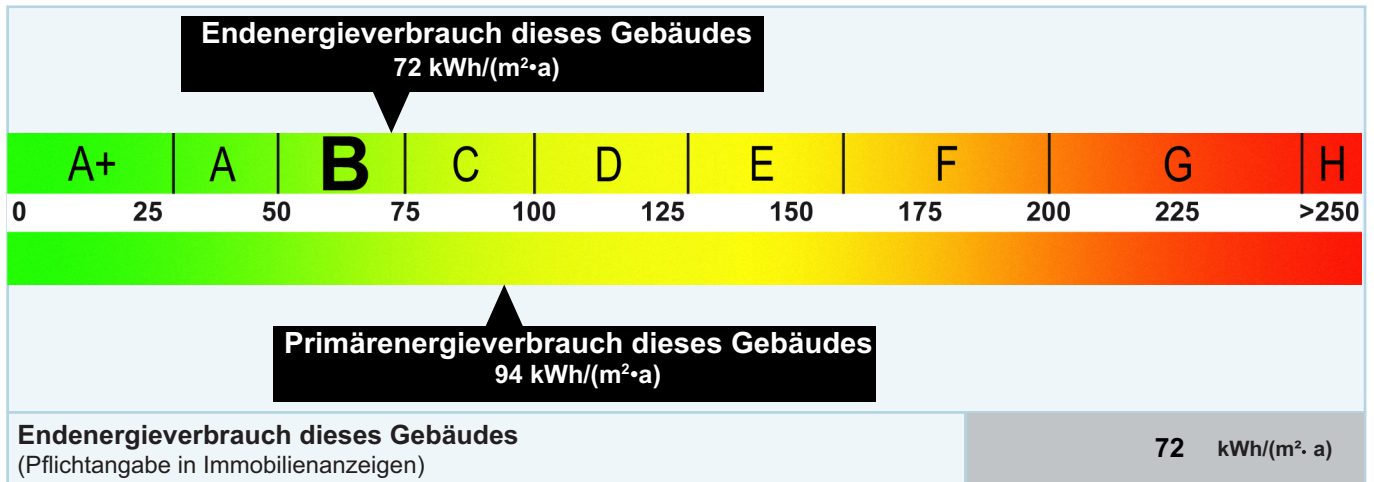 Endenergieverbrauch dieses Gebäudes
72 kWh/(m²•a)
A+ A B C D E F G H
0 25 50 75 100 125 150 175 200 225 >250
Primärenergieverbrauch dieses Gebäudes
94 kWh/(m²•a)
Endenergieverbrauch dieses Gebäudes
(Pflichtangabe in Immobilienanzeigen)
72 kWh/(m²· a)